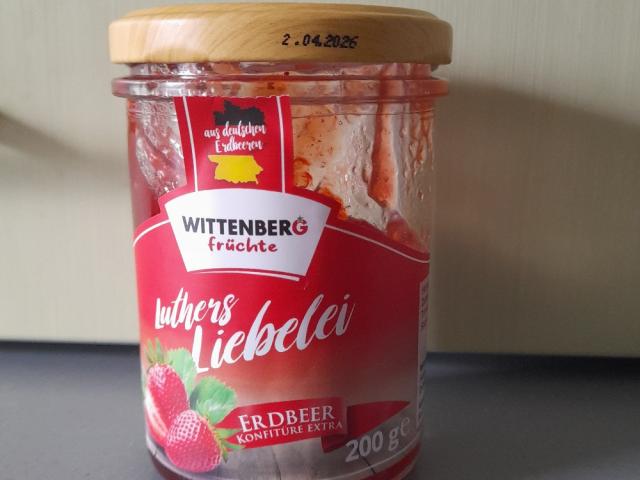 2.04.2026
aus deutschen
Erdbeeren
WITTENBERG
früchte
Luthers
Liebelei
ERDBEER
KONFITÜRE EXTRA
200 g e